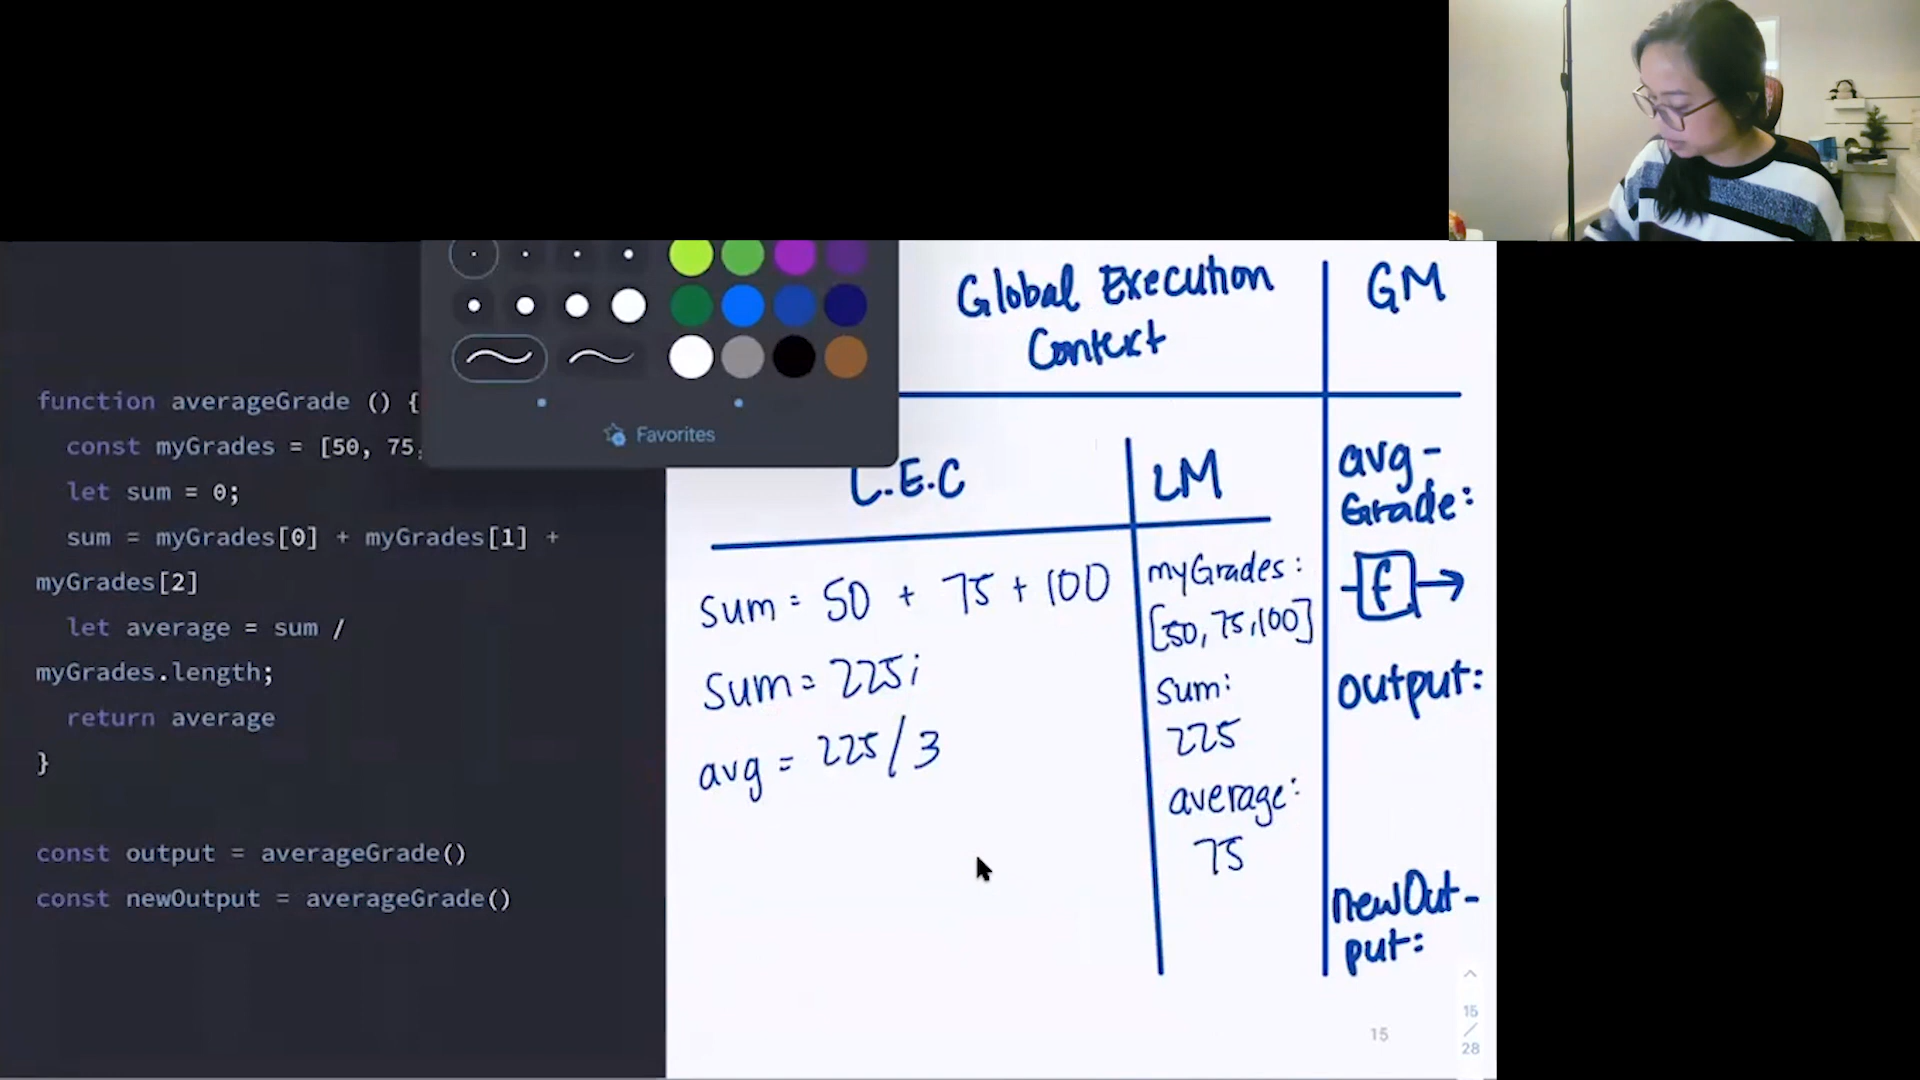 function averageGrade () {
const myGrades = [50, 75,
let sum = 0;
sum = myGrades[0] + myGrades[1] +
myGrades[2]
let average = sum /
myGrades.length;
return average
}
const output = averageGrade()
const newOutput = averageGrade()
Favorites
Global Execution
Context
GM
L.E.C
LM
sum = 50 + 75 + 100
sum = 225;
avg = 225/3
myGrades:
[50, 75, 100]
sum:
225
average:
75
avg-
Grade:
f
output:
newOut-
put:
15
15
/
28